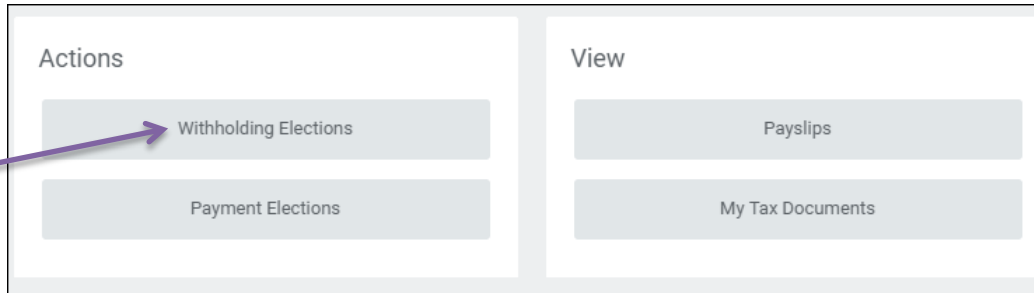 Actions
Withholding Elections
Payment Elections
View
Payslips
My Tax Documents